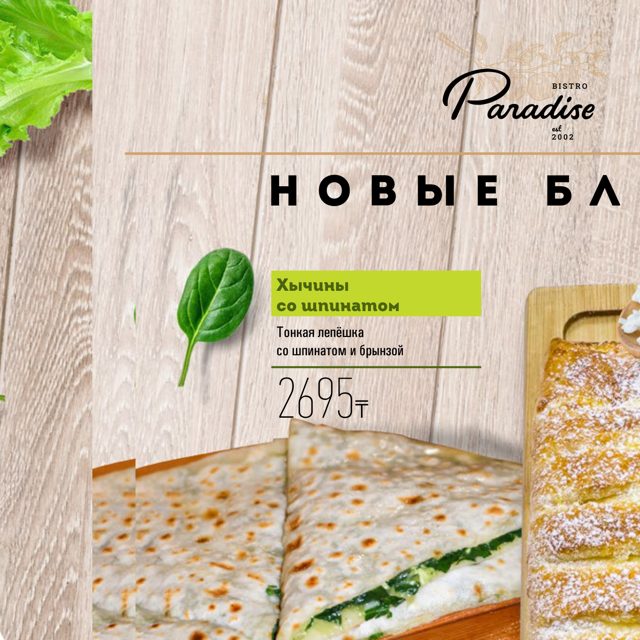 BISTRO
Paradise
est
2002
НОВЫЕ БЛ
Хычины
со шпинатом
Тонкая лепёшка
со шпинатом и брынзой
2695₸